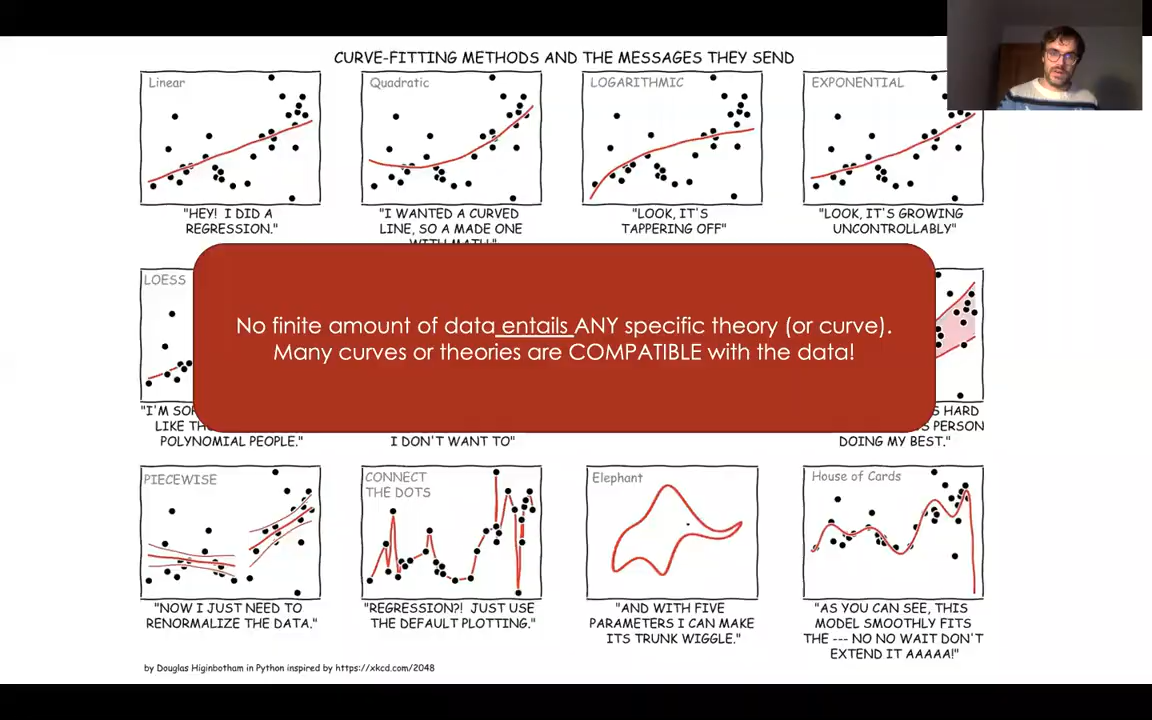 CURVE-FITTING METHODS AND THE MESSAGES THEY SEND
Linear
"HEY! I DID A
REGRESSION."
Quadratic
"I WANTED A CURVED
LINE, SO A MADE ONE
WITH MATH."
LOGARITHMIC
"LOOK, IT'S
TAPPERING OFF"
EXPONENTIAL
"LOOK, IT'S GROWING
UNCONTROLLABLY"
No finite amount of data entails ANY specific theory (or curve).
Many curves or theories are COMPATIBLE with the data!
LOESS
"I'M
LIKE
POLYNOMIAL PEOPLE."
I DON'T WANT TO"
HARD
PERSON
DOING MY BEST."
PIECEWISE
"NOW I JUST NEED TO
RENORMALIZE THE DATA."
CONNECT
THE DOTS
"REGRESSION?! JUST USE
THE DEFAULT PLOTTING."
Elephant
"AND WITH FIVE
PARAMETERS I CAN MAKE
ITS TRUNK WIGGLE."
House of Cards
"AS YOU CAN SEE, THIS
MODEL SMOOTHLY FITS
THE --- NO NO WAIT DON'T
EXTEND IT AAAAA!"
by Douglas Higinbotham in Python inspired by https://xkcd.com/2048